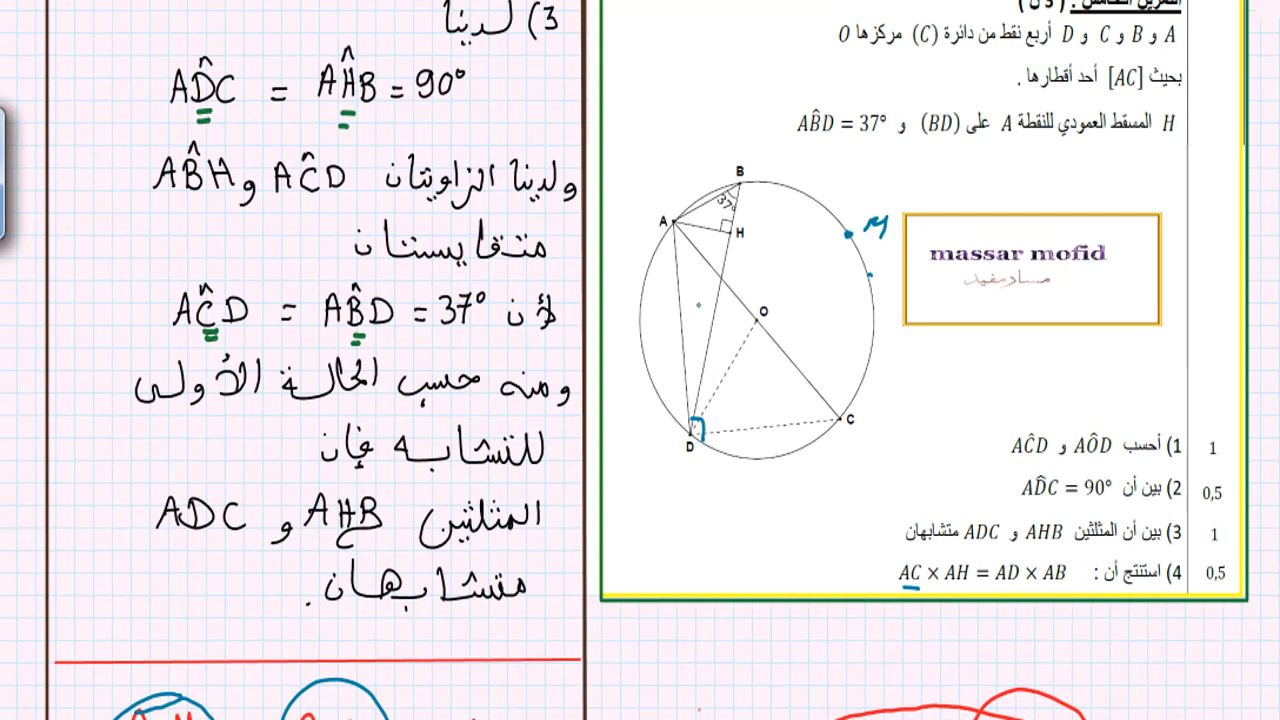 التمرين الخامس : ( 3 ن )
A و B و C و D أربع نقط من دائرة (C) مركزها O
بحيث [AC] أحد أقطارها .
H المسقط العمودي للنقطة A على (BD) و AB̂D = 37°
B
A
37°
H
M
O
C
D
massar mofid
مسار مفيد
1) أحسب AÔD و AĈD
1
2) بين أن AD̂C = 90°
0,5
3) بين أن المثلثين AHB و ADC متشابهان
1
4) استنتج أن : AC × AH = AD × AB
0,5
3) لدينا
AD̂C = AĤB = 90°
ولدينا الزاويتان AĈD و AB̂H
متقايستان
لأن AĈD = AB̂D = 37°
ومنه حسب الحالة الأولى
للتشابه فإن
المثلثين AHB و ADC
متشابهان.